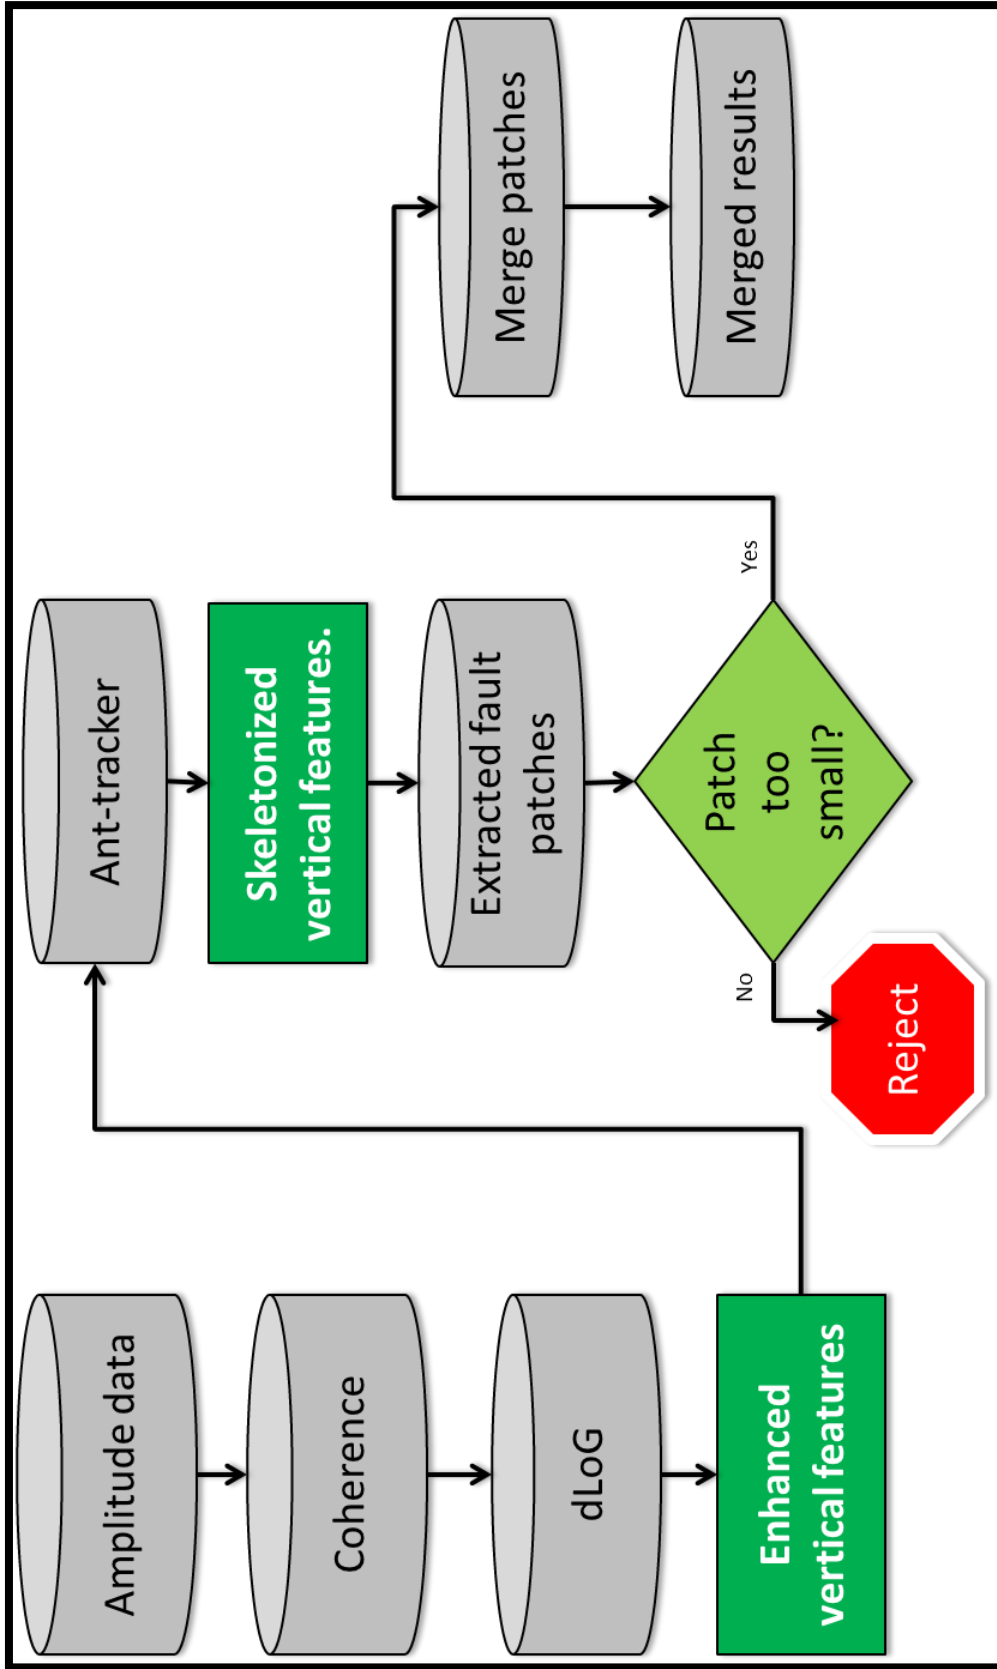 Amplitude data
Coherence
dLoG
Enhanced
vertical features
Ant-tracker
Skeletonized
vertical features.
Extracted fault
patches
Patch
too
small?
No
Yes
Reject
Merge patches
Merged results